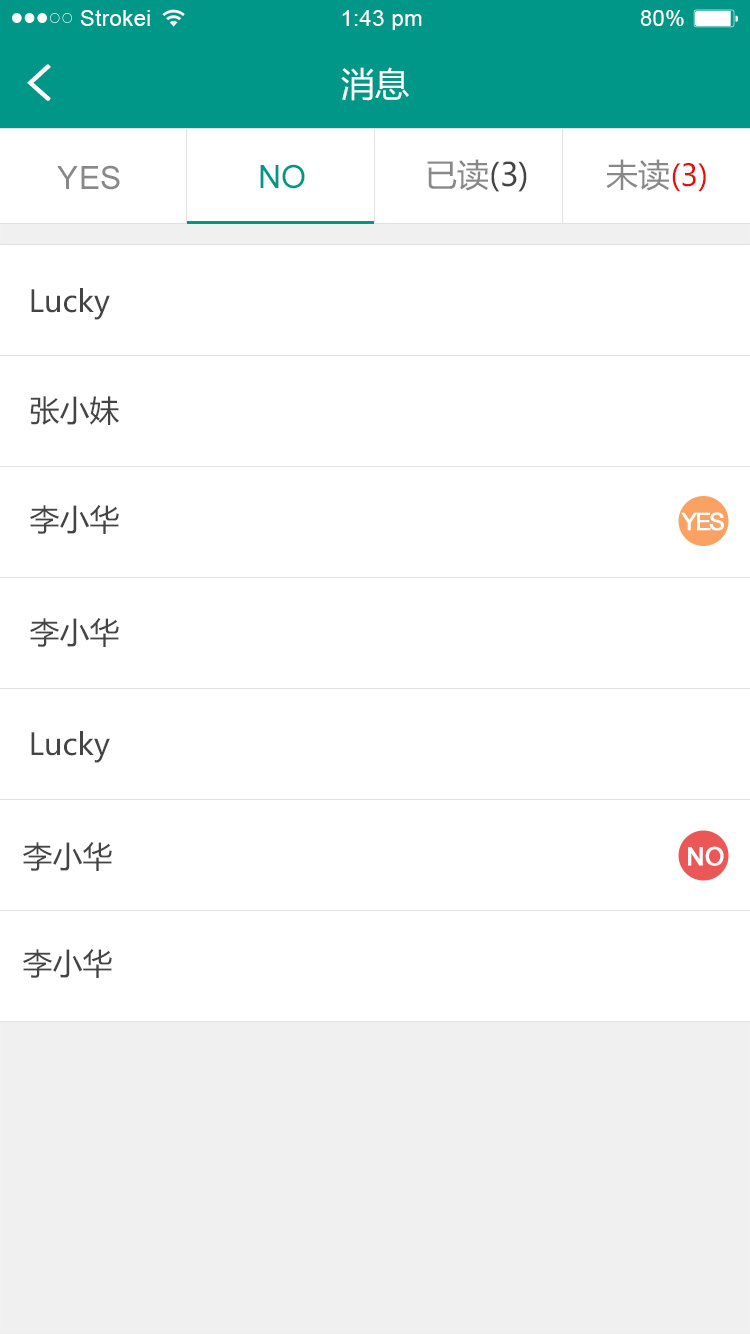 Strokei 1:43 pm 80%
消息
YES NO 已读(3) 未读(3)
Lucky
张小妹
李小华 YES
李小华
Lucky
李小华 NO
李小华